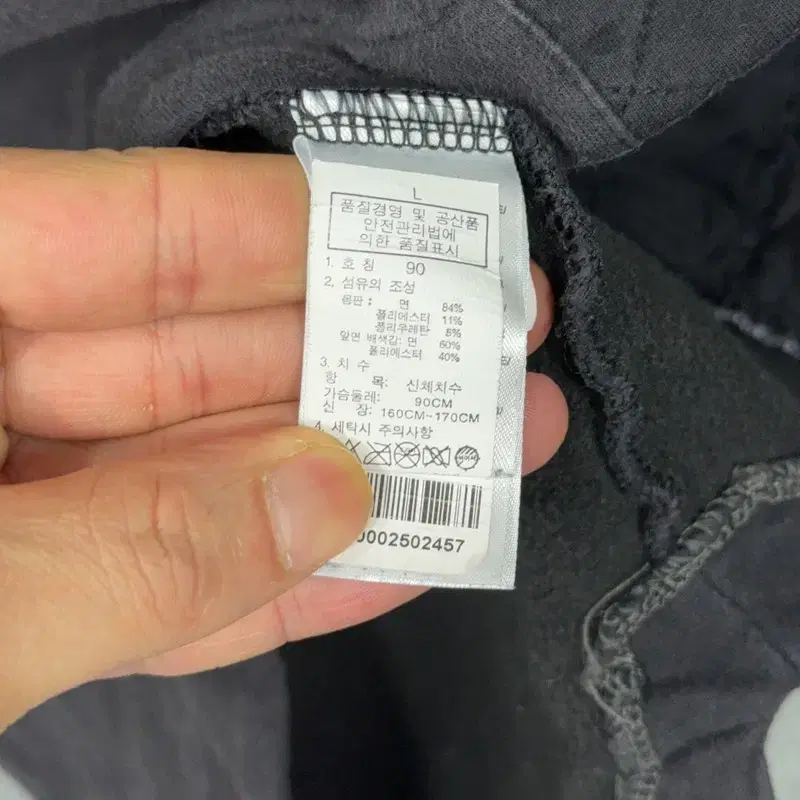 L
품질경영 및 공산품
안전관리법에
의한 품질표시
1. 호 칭 90
2. 섬유의 조성
몸판 : 면 84%
폴리에스터 11%
폴리우레탄 5%
앞면 배색감: 면 60%
폴리에스터 40%
3. 치 수
항 목: 신체치수
가슴둘레: 90CM
신 장: 160CM~170CM
4. 세탁시 주의사항
0002502457